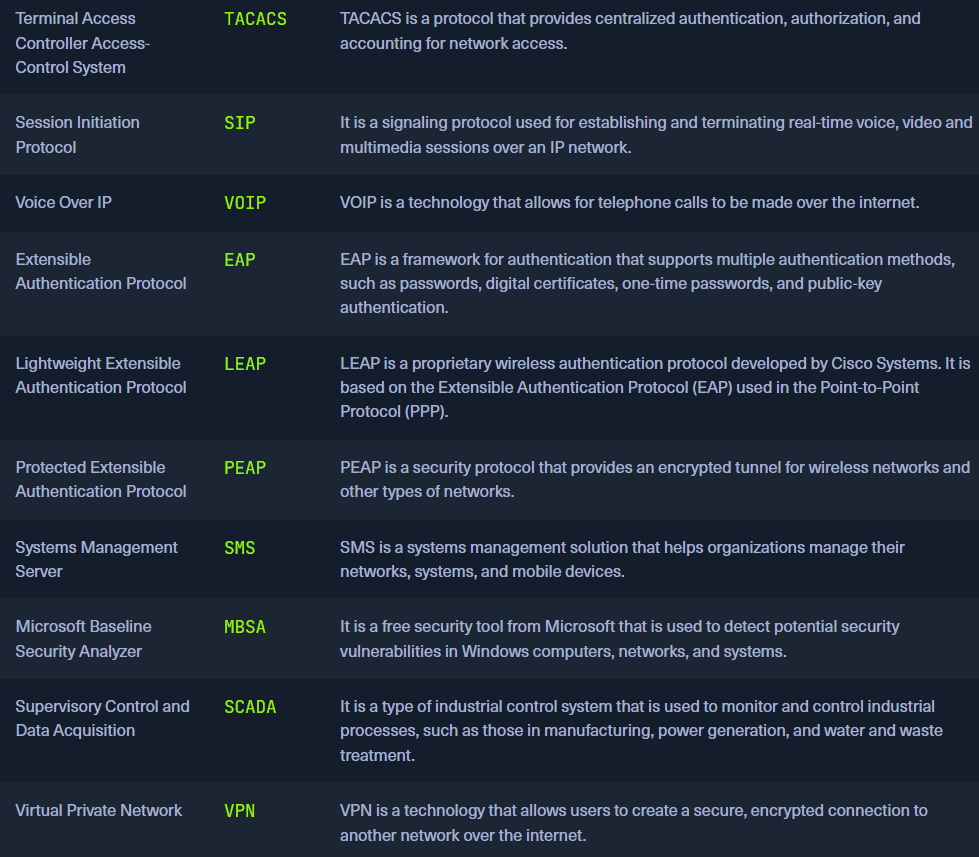 Terminal Access TACACS TACACS is a protocol that provides centralized authentication, authorization, and
Controller Access- accounting for network access.
Control System
Session Initiation SIP It is a signaling protocol used for establishing and terminating real-time voice, video and
Protocol multimedia sessions over an IP network.
Voice Over IP VOIP VOIP is a technology that allows for telephone calls to be made over the internet.
Extensible EAP EAP is a framework for authentication that supports multiple authentication methods,
Authentication Protocol such as passwords, digital certificates, one-time passwords, and public-key
authentication.
Lightweight Extensible LEAP LEAP is a proprietary wireless authentication protocol developed by Cisco Systems. It is
Authentication Protocol based on the Extensible Authentication Protocol (EAP) used in the Point-to-Point
Protocol (PPP).
Protected Extensible PEAP PEAP is a security protocol that provides an encrypted tunnel for wireless networks and
Authentication Protocol other types of networks.
Systems Management SMS SMS is a systems management solution that helps organizations manage their
Server networks, systems, and mobile devices.
Microsoft Baseline MBSA It is a free security tool from Microsoft that is used to detect potential security
Security Analyzer vulnerabilities in Windows computers, networks, and systems.
Supervisory Control and SCADA It is a type of industrial control system that is used to monitor and control industrial
Data Acquisition processes, such as those in manufacturing, power generation, and water and waste
treatment.
Virtual Private Network VPN VPN is a technology that allows users to create a secure, encrypted connection to
another network over the internet.